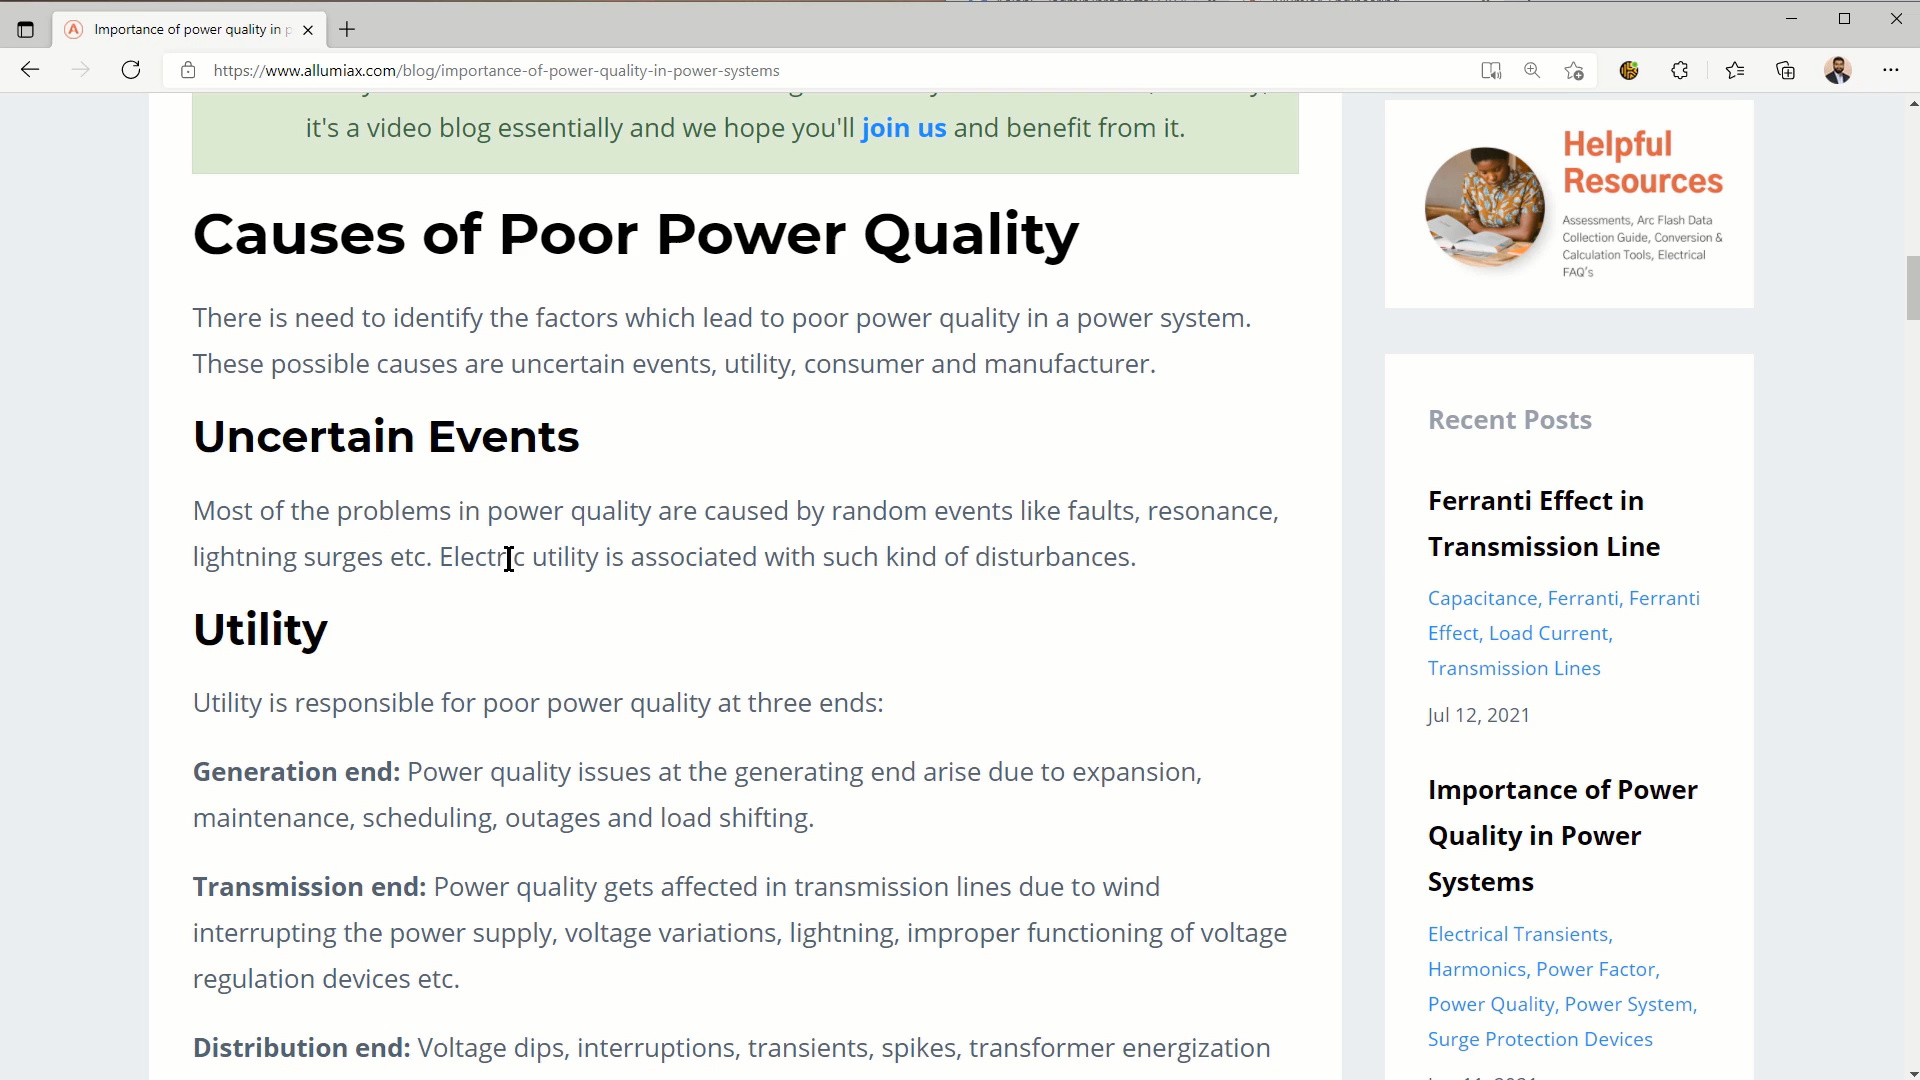 Importance of power quality in p
https://www.allumiax.com/blog/importance-of-power-quality-in-power-systems
it's a video blog essentially and we hope you'll join us and benefit from it.
Causes of Poor Power Quality
There is need to identify the factors which lead to poor power quality in a power system.
These possible causes are uncertain events, utility, consumer and manufacturer.
Uncertain Events
Most of the problems in power quality are caused by random events like faults, resonance,
lightning surges etc. Electric utility is associated with such kind of disturbances.
Utility
Utility is responsible for poor power quality at three ends:
Generation end: Power quality issues at the generating end arise due to expansion,
maintenance, scheduling, outages and load shifting.
Transmission end: Power quality gets affected in transmission lines due to wind
interrupting the power supply, voltage variations, lightning, improper functioning of voltage
regulation devices etc.
Distribution end: Voltage dips, interruptions, transients, spikes, transformer energization
Helpful
Resources
Assessments, Arc Flash Data
Collection Guide, Conversion &
Calculation Tools, Electrical
FAQ's
Recent Posts
Ferranti Effect in
Transmission Line
Capacitance, Ferranti, Ferranti
Effect, Load Current,
Transmission Lines
Jul 12, 2021
Importance of Power
Quality in Power
Systems
Electrical Transients,
Harmonics, Power Factor,
Power Quality, Power System,
Surge Protection Devices